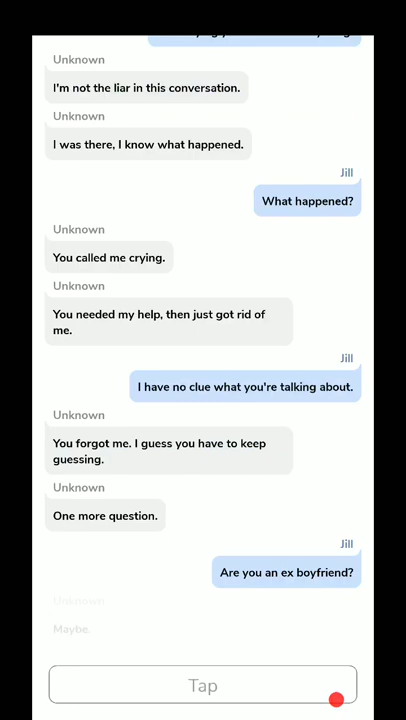 Unknown
I'm not the liar in this conversation.
Unknown
I was there, I know what happened.
Jill
What happened?
Unknown
You called me crying.
Unknown
You needed my help, then just got rid of
me.
Jill
I have no clue what you're talking about.
Unknown
You forgot me. I guess you have to keep
guessing.
Unknown
One more question.
Jill
Are you an ex boyfriend?
Unknown
Maybe.
Tap